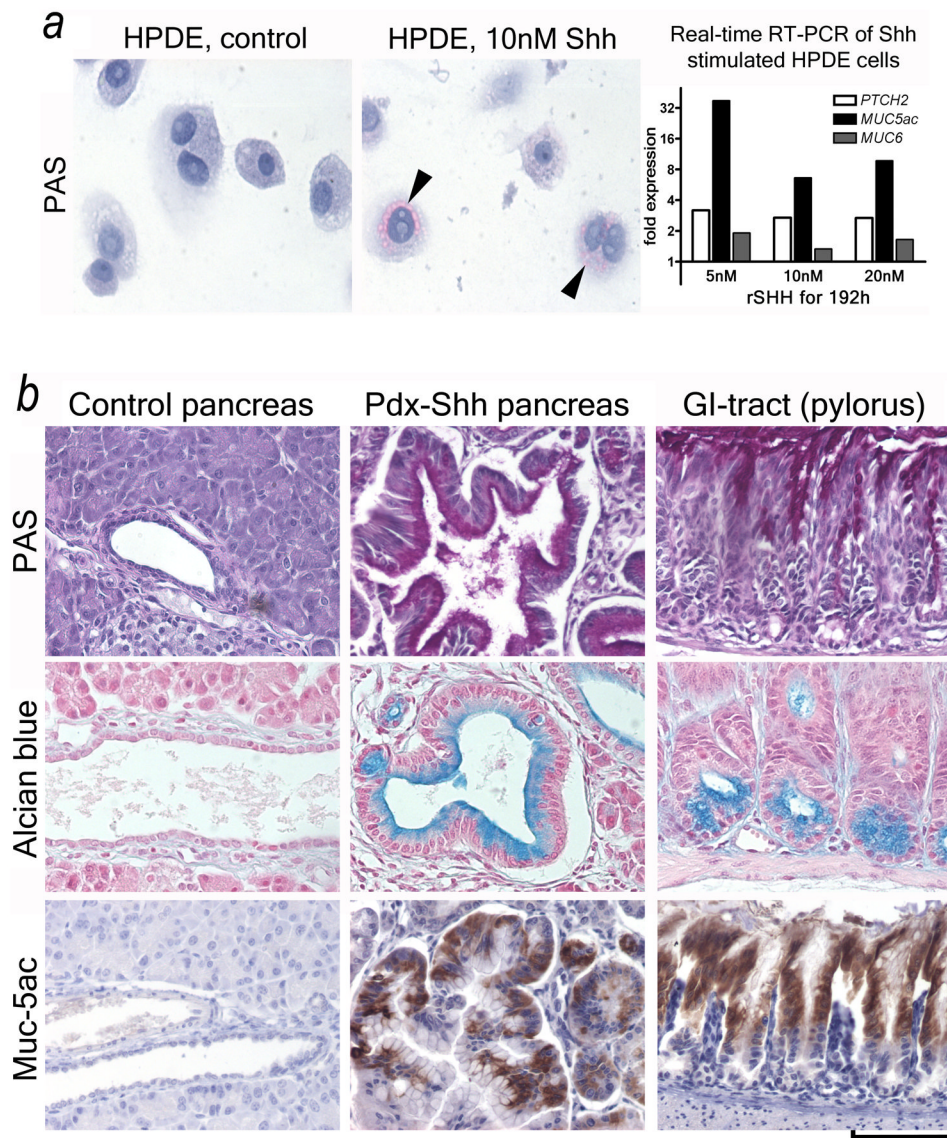 a
HPDE, control
HPDE, 10nM Shh
Real-time RT-PCR of Shh
stimulated HPDE cells
PAS
fold expression
32
16
8
4
2
1
PTCH2
MUC5ac
MUC6
5nM
10nM
20nM
rSHH for 192h
b
Control pancreas
Pdx-Shh pancreas
GI-tract (pylorus)
PAS
Alcian blue
Muc-5ac